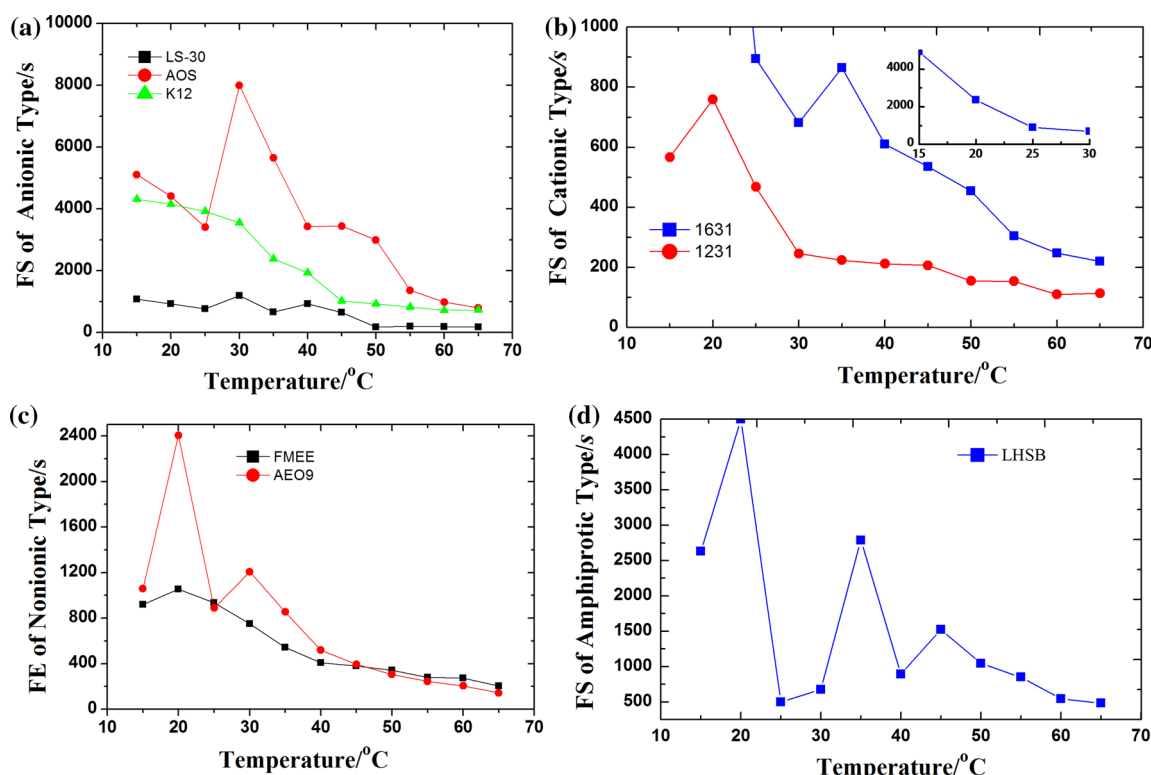 (a)
FS of Anionic Type/s
10000
8000
6000
4000
2000
0
LS-30
AOS
K12
10 20 30 40 50 60 70
Temperature/°C
(b)
FS of Cationic Type/s
1000
800
600
400
200
0
1631
1231
4000
2000
0
15 20 25 30
10 20 30 40 50 60 70
Temperature/°C
(c)
FE of Nonionic Type/s
2400
2000
1600
1200
800
400
0
FMEE
AEO9
10 20 30 40 50 60 70
Temperature/°C
(d)
FS of Amphiprotic Type/s
4500
4000
3500
3000
2500
2000
1500
1000
500
LHSB
10 20 30 40 50 60 70
Temperature/°C